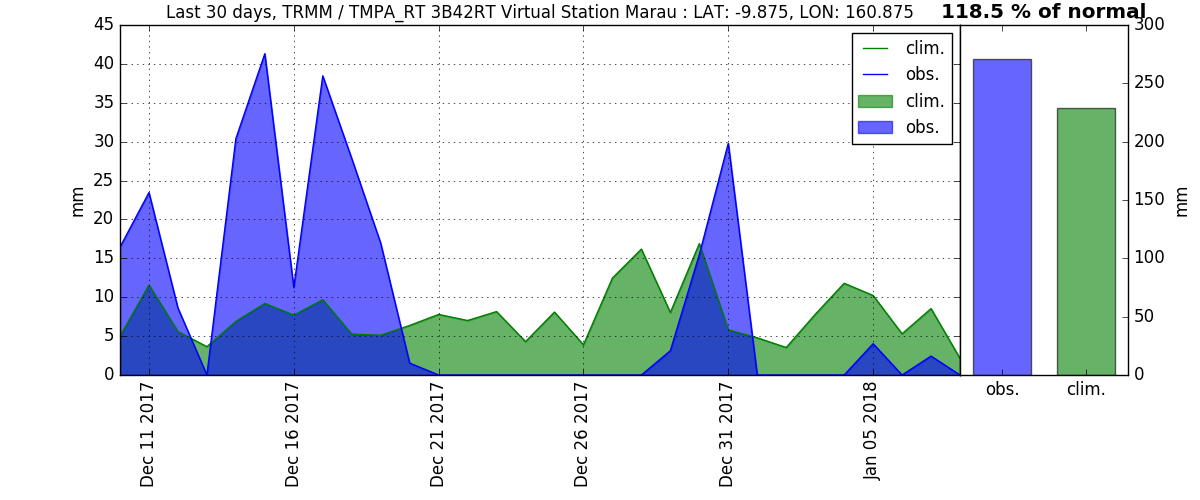 Last 30 days, TRMM / TMPA_RT 3B42RT Virtual Station Marau : LAT: -9.875, LON: 160.875
118.5 % of normal
45
40
35
30
25
20
15
10
5
0
mm
clim.
obs.
clim.
obs.
Dec 11 2017
Dec 16 2017
Dec 21 2017
Dec 26 2017
Dec 31 2017
Jan 05 2018
300
250
200
150
100
50
0
mm
obs.
clim.